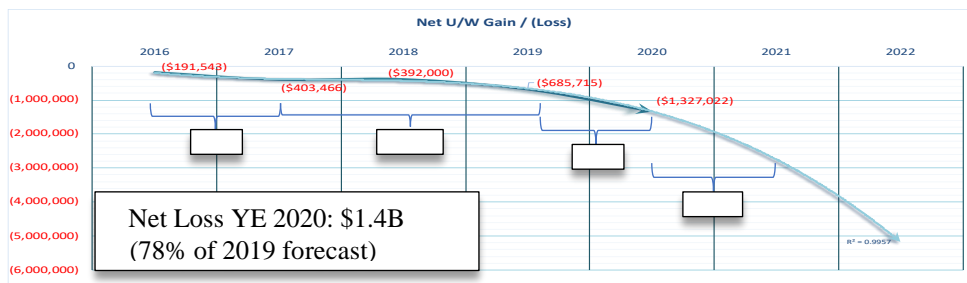 Net U/W Gain / (Loss)
2016 2017 2018 2019 2020 2021 2022
0
($191,543)
($403,466)
($392,000)
($685,715)
($1,327,022)
(1,000,000)
(2,000,000)
(3,000,000)
(4,000,000)
(5,000,000)
(6,000,000)
Net Loss YE 2020: $1.4B
(78% of 2019 forecast)
R² = 0.9957